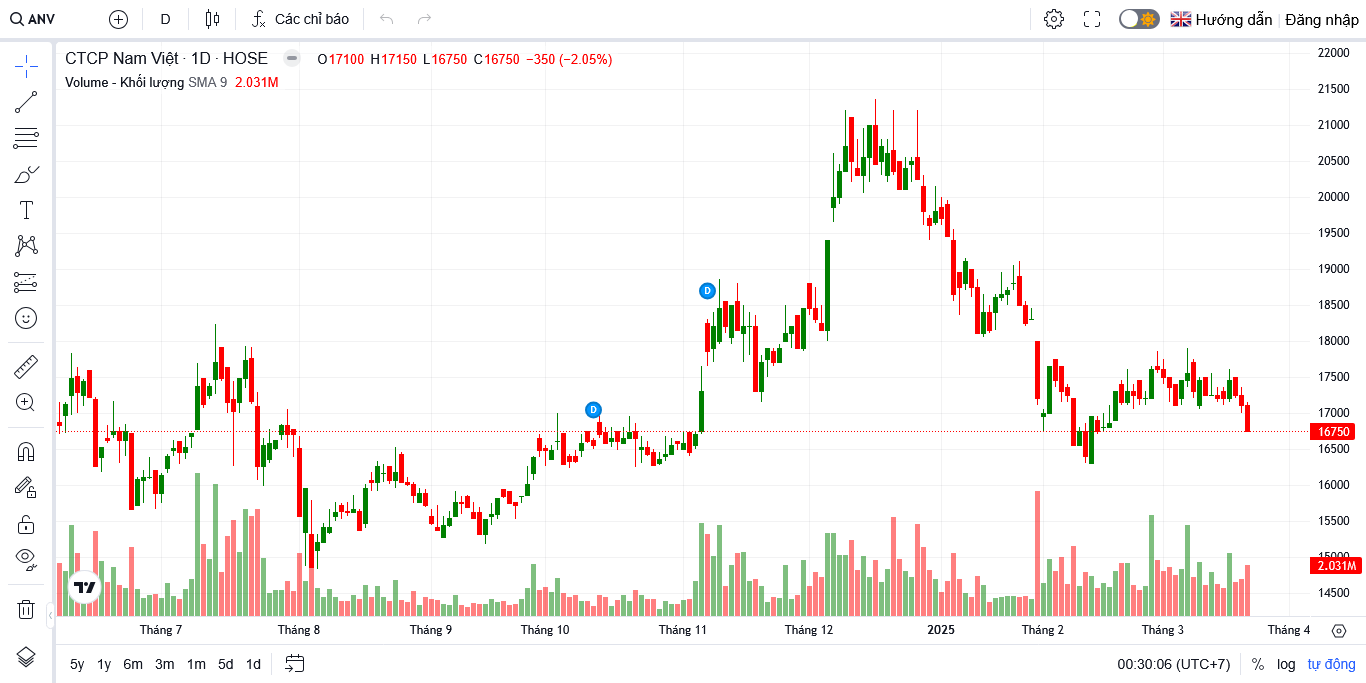 ANV D Các chỉ báo Hướng dẫn Đăng nhập
CTCP Nam Việt · 1D · HOSE O17100 H17150 L16750 C16750 −350 (−2.05%)
Volume - Khối lượng SMA 9 2.031M
22000
21500
21000
20500
20000
19500
19000
18500
18000
17500
17000
16750
16500
16000
15500
15000
2.031M
14500
D
D
Tháng 7 Tháng 8 Tháng 9 Tháng 10 Tháng 11 Tháng 12 2025 Tháng 2 Tháng 3 Tháng 4
5y 1y 6m 3m 1m 5d 1d 00:30:06 (UTC+7) % log tự động